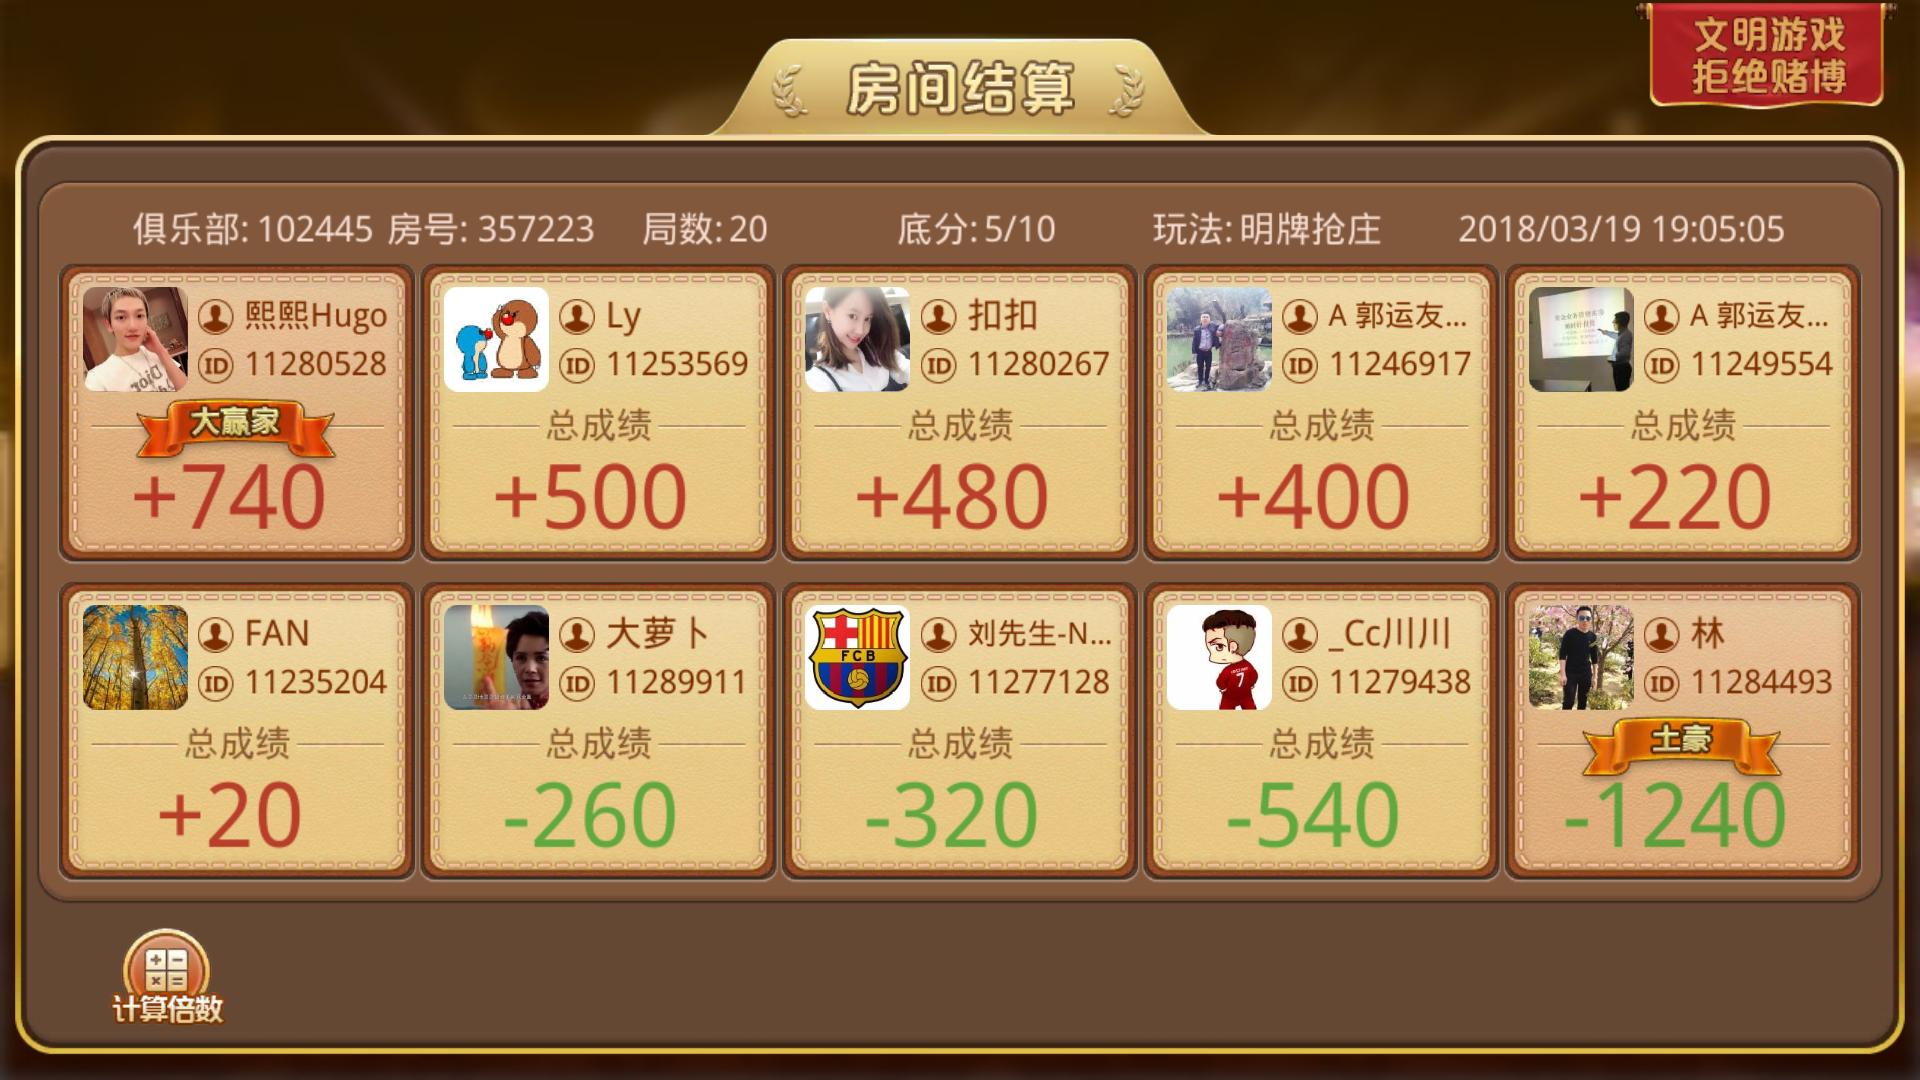 文明游戏
拒绝赌博
房间结算
俱乐部: 102445 房号: 357223 局数: 20 底分: 5/10 玩法: 明牌抢庄 2018/03/19 19:05:05
熙熙Hugo
ID 11280528
大赢家
+740
Ly
ID 11253569
总成绩
+500
扣扣
ID 11280267
总成绩
+480
A 郭运友...
ID 11246917
总成绩
+400
A 郭运友...
ID 11249554
总成绩
+220
FAN
ID 11235204
总成绩
+20
大萝卜
ID 11289911
总成绩
-260
FCB
刘先生-N...
ID 11277128
总成绩
-320
7
_Cc川川
ID 11279438
总成绩
-540
林
ID 11284493
土豪
-1240
计算倍数